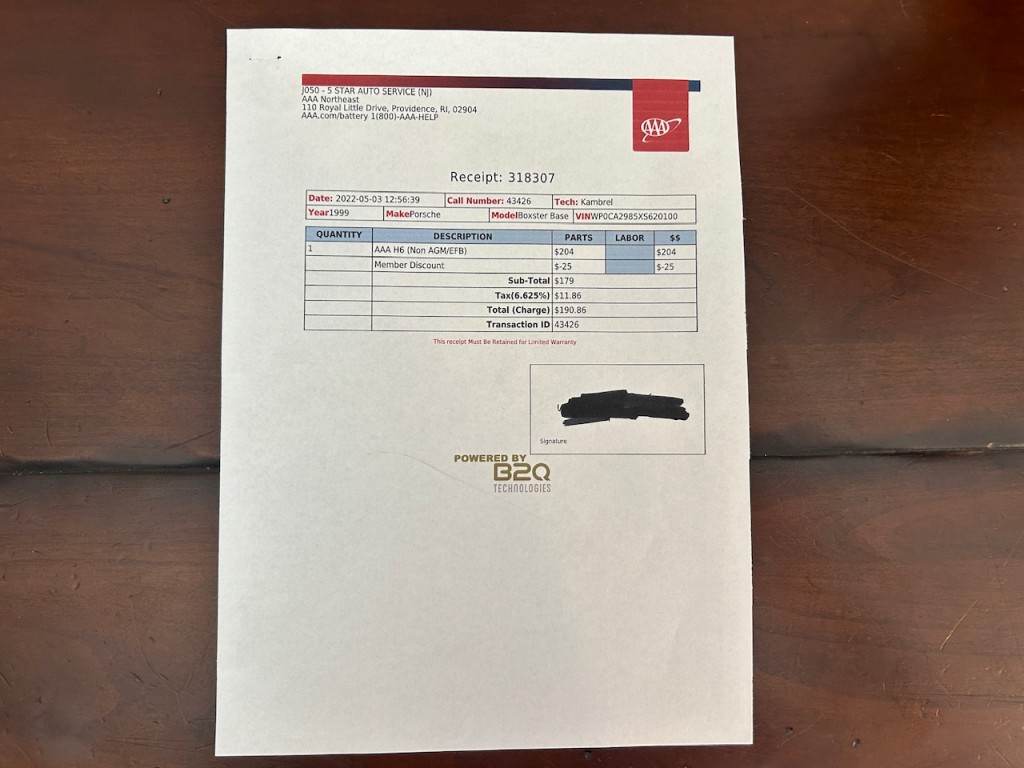 J050 - 5 STAR AUTO SERVICE (NJ)
AAA Northeast
110 Royal Little Drive, Providence, RI, 02904
AAA.com/battery 1(800)-AAA-HELP
AAA
Receipt: 318307
Date: 2022-05-03 12:56:39 Call Number: 43426 Tech: Kambrel
Year1999 MakePorsche ModelBoxster Base VINWP0CA2985XS620100
QUANTITY DESCRIPTION PARTS LABOR $$
1 AAA H6 (Non AGM/EFB) $204 $204
Member Discount $-25 $-25
Sub-Total $179
Tax(6.625%) $11.86
Total (Charge) $190.86
Transaction ID 43426
This receipt Must Be Retained for Limited Warranty
Signature
POWERED BY
B2Q
TECHNOLOGIES